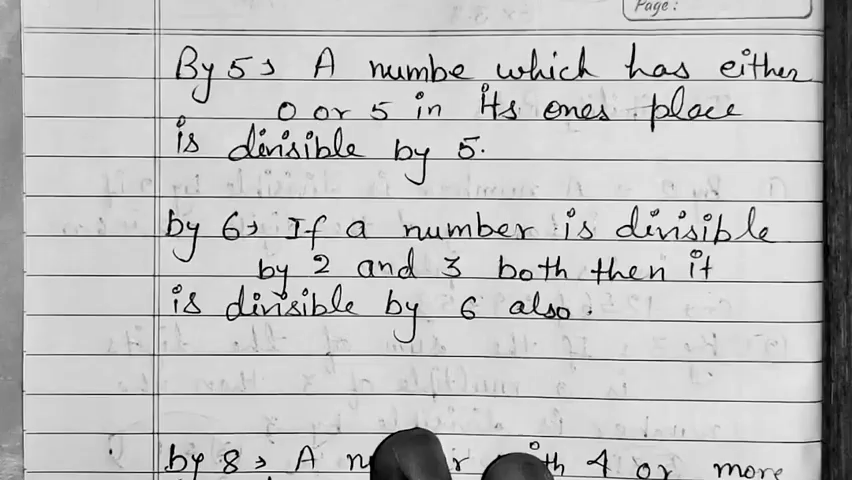 Page:
By 5 → A numbe which has either
0 or 5 in its ones place
is divisible by 5.
by 6 → If a number is divisible
by 2 and 3 both then it
is divisible by 6 also.
by 8 → A 4 or more